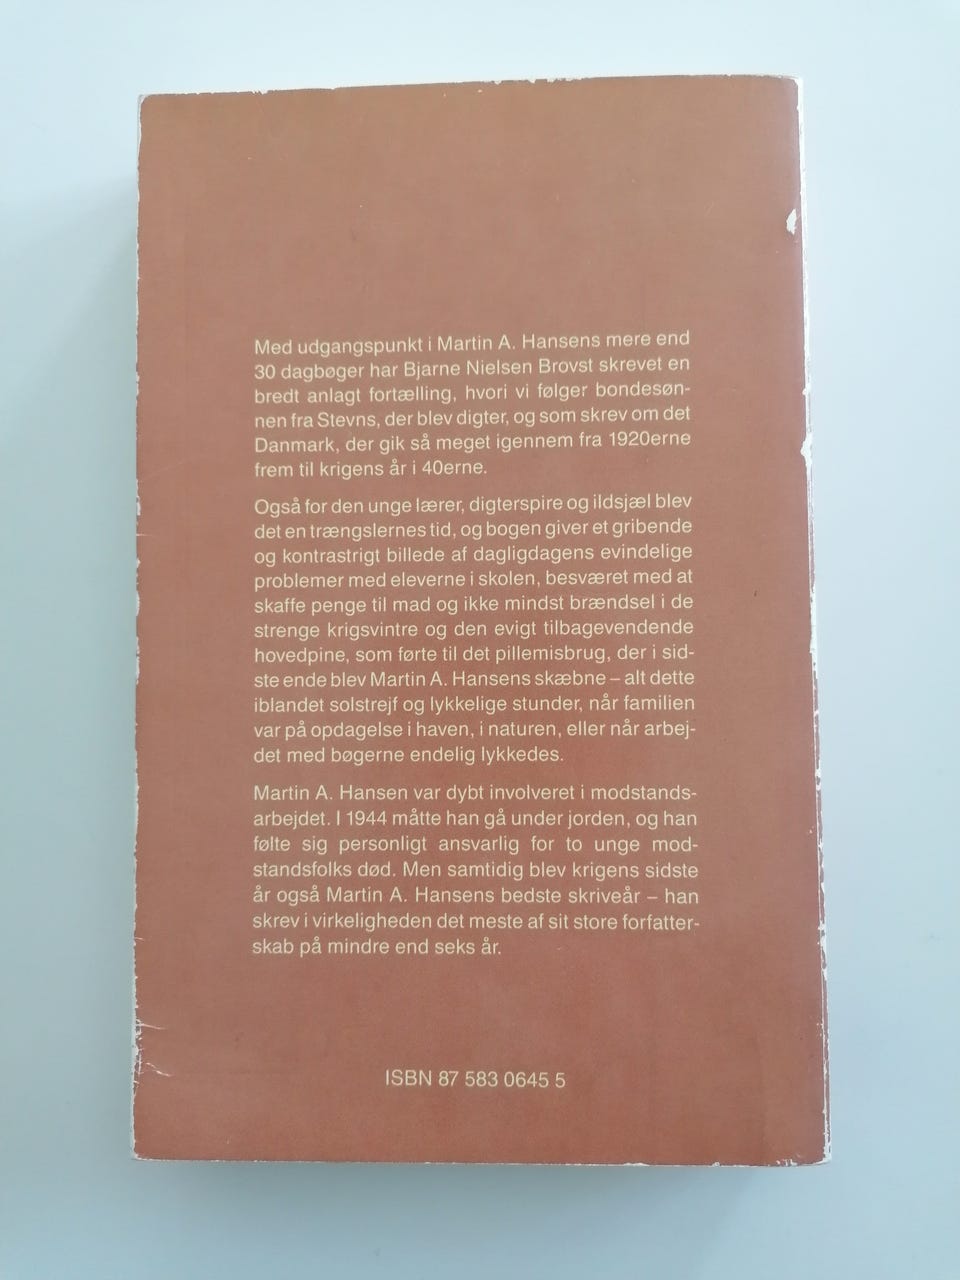 Med udgangspunkt i Martin A. Hansens mere end
30 dagbøger har Bjarne Nielsen Brovst skrevet en
bredt anlagt fortælling, hvori vi følger bondesøn-
nen fra Stevns, der blev digter, og som skrev om det
Danmark, der gik så meget igennem fra 1920erne
frem til krigens år i 40erne.
Også for den unge lærer, digterspire og ildsjæl blev
det en trængslernes tid, og bogen giver et gribende
og kontrastrigt billede af dagligdagens evindelige
problemer med eleverne i skolen, besværet med at
skaffe penge til mad og ikke mindst brændsel i de
strenge krigsvintre og den evigt tilbagevendende
hovedpine, som førte til det pillemisbrug, der i sid-
ste ende blev Martin A. Hansens skæbne – alt dette
iblandet solstrejf og lykkelige stunder, når familien
var på opdagelse i haven, i naturen, eller når arbej-
det med bøgerne endelig lykkedes.
Martin A. Hansen var dybt involveret i modstands-
arbejdet. I 1944 måtte han gå under jorden, og han
følte sig personligt ansvarlig for to unge mod-
standsfolks død. Men samtidig blev krigens sidste
år også Martin A. Hansens bedste skriveår – han
skrev i virkeligheden det meste af sit store forfatter-
skab på mindre end seks år.
ISBN 87 583 0645 5